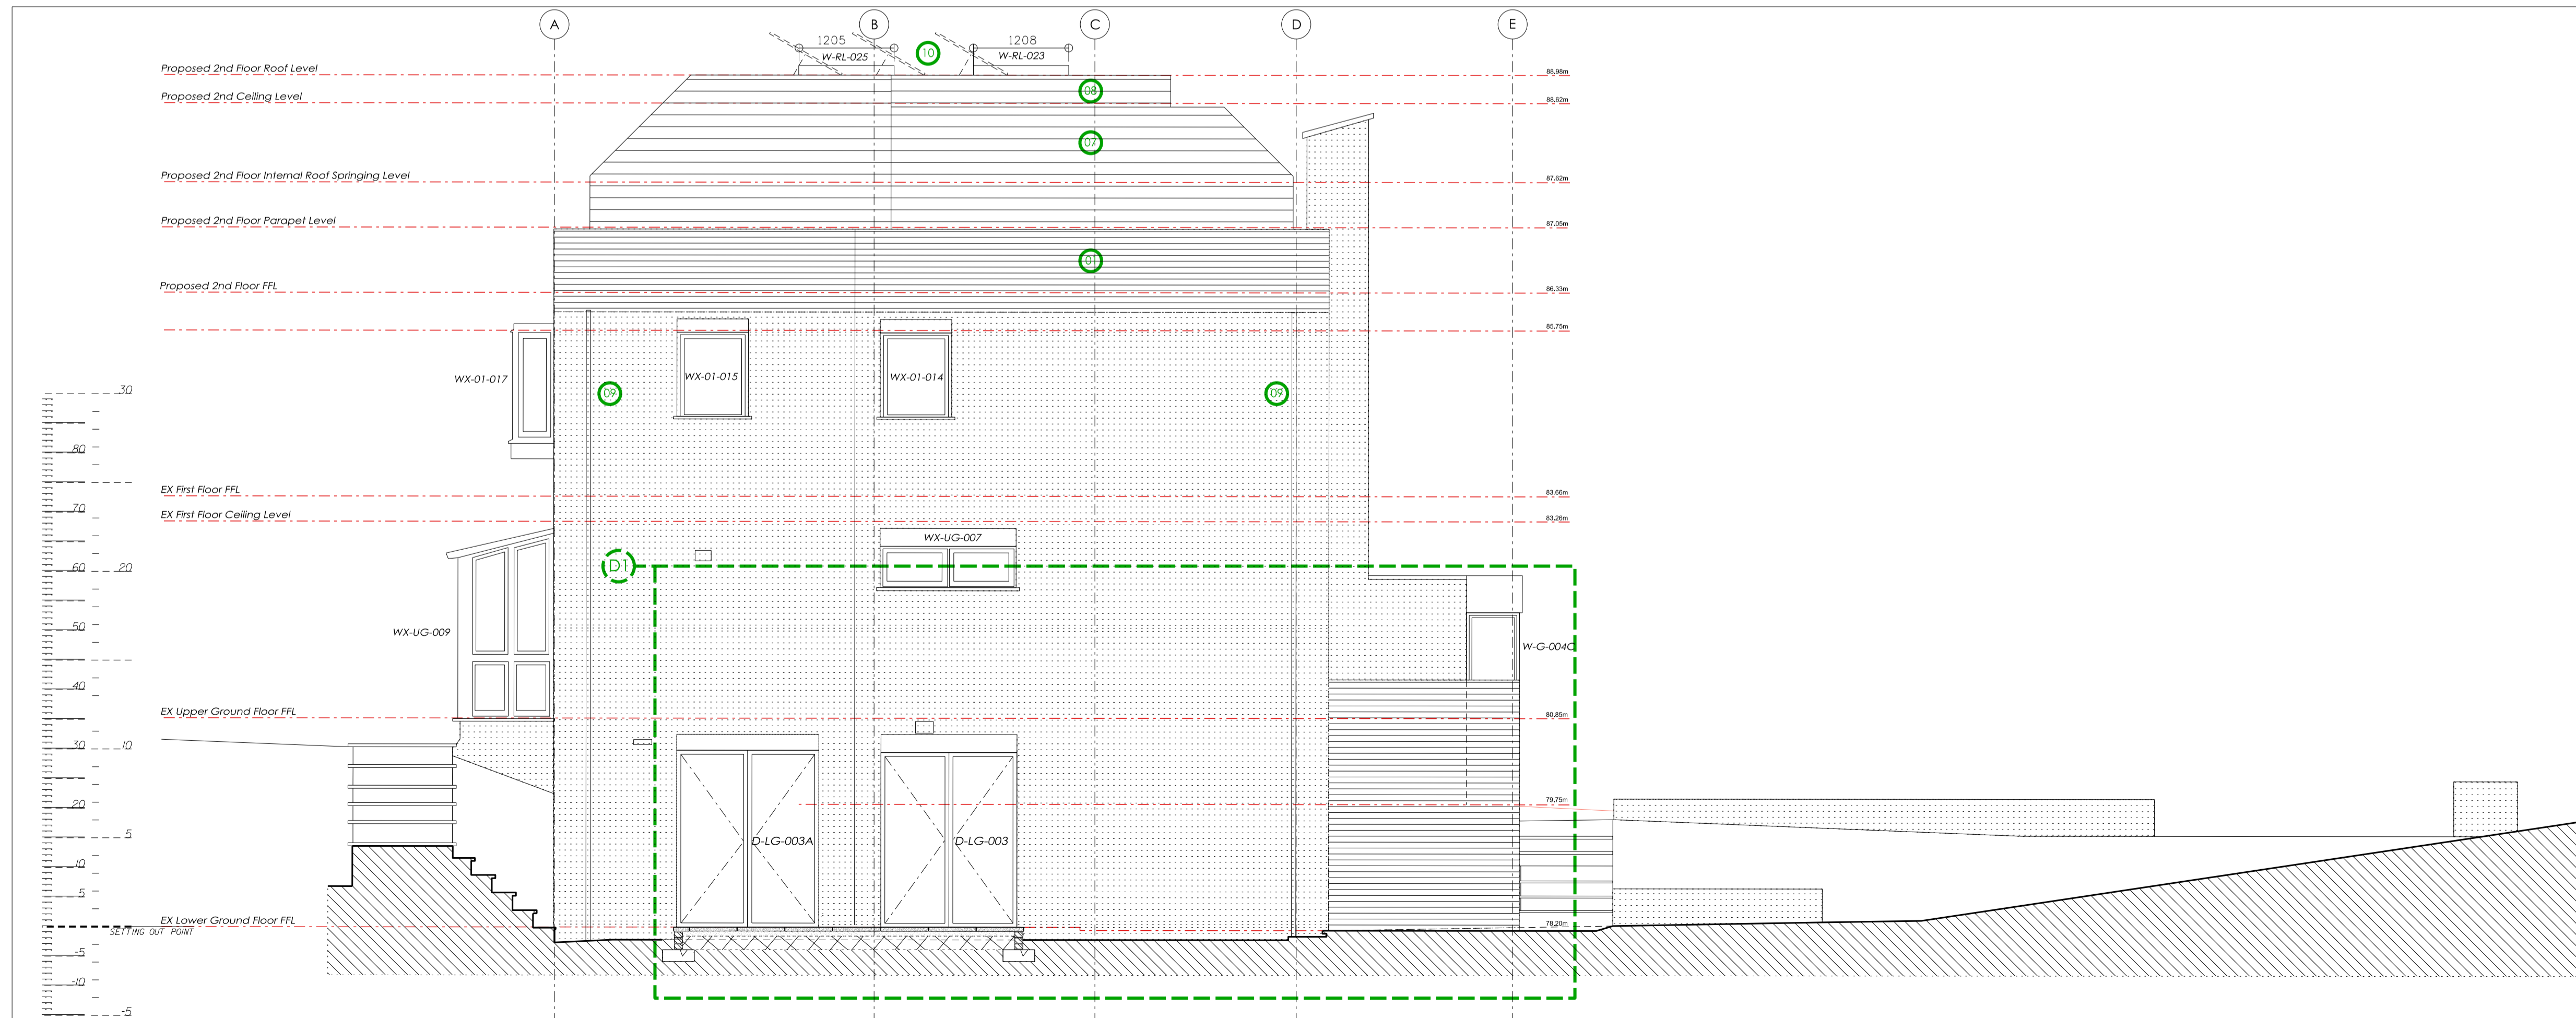 A B C D E
1205 1208
W-RL-025 10 W-RL-023
Proposed 2nd Floor Roof Level 88,98m
08
Proposed 2nd Ceiling Level 88,62m
07
Proposed 2nd Floor Internal Roof Springing Level 87,62m
Proposed 2nd Floor Parapet Level 87,05m
01
Proposed 2nd Floor FFL 86,33m
85,75m
WX-01-017 WX-01-015 WX-01-014
30 09 09
80
EX First Floor FFL 83,66m
70
EX First Floor Ceiling Level 83,26m
WX-UG-007
60 20 D1
50 WX-UG-009 W-G-004C
40
EX Upper Ground Floor FFL 80,85m
30 10
20 79,75m
5
D-LG-003A D-LG-003
10
5
EX Lower Ground Floor FFL 78,20m
SETTING OUT POINT
-5
-10
-5